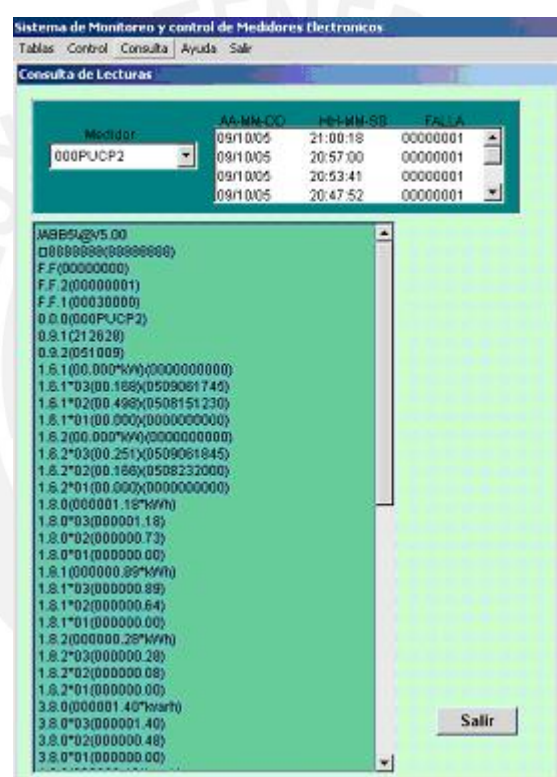 Sistema de Monitoreo y control de Medidores Electronicos
Tablas Control Consulta Ayuda Salir
Consulta de Lecturas
AA-MM-DD HH-MM-SS FALLA
Medidor
000PUCP2
09/10/05 21:00:18 00000001
09/10/05 20:57:00 00000001
09/10/05 20:53:41 00000001
09/10/05 20:47:52 00000001
/ABB5\@V5.00
□8888888(88888888)
F.F(00000000)
F.F.2(00000001)
F.F.1(00030000)
0.0.0(000PUCP2)
0.9.1(212628)
0.9.2(051009)
1.6.1(00.000*kW)(0000000000)
1.6.1*03(00.168)(0509061745)
1.6.1*02(00.498)(0508151230)
1.6.1*01(00.000)(0000000000)
1.6.2(00.000*kW)(0000000000)
1.6.2*03(00.251)(0509061845)
1.6.2*02(00.166)(0508232000)
1.6.2*01(00.000)(0000000000)
1.8.0(000001.18*kWh)
1.8.0*03(000001.18)
1.8.0*02(000000.73)
1.8.0*01(000000.00)
1.8.1(000000.89*kWh)
1.8.1*03(000000.89)
1.8.1*02(000000.64)
1.8.1*01(000000.00)
1.8.2(000000.28*kWh)
1.8.2*03(000000.28)
1.8.2*02(000000.08)
1.8.2*01(000000.00)
3.8.0(000001.40*kvarh)
3.8.0*03(000001.40)
3.8.0*02(000000.48)
3.8.0*01(000000.00)
Salir